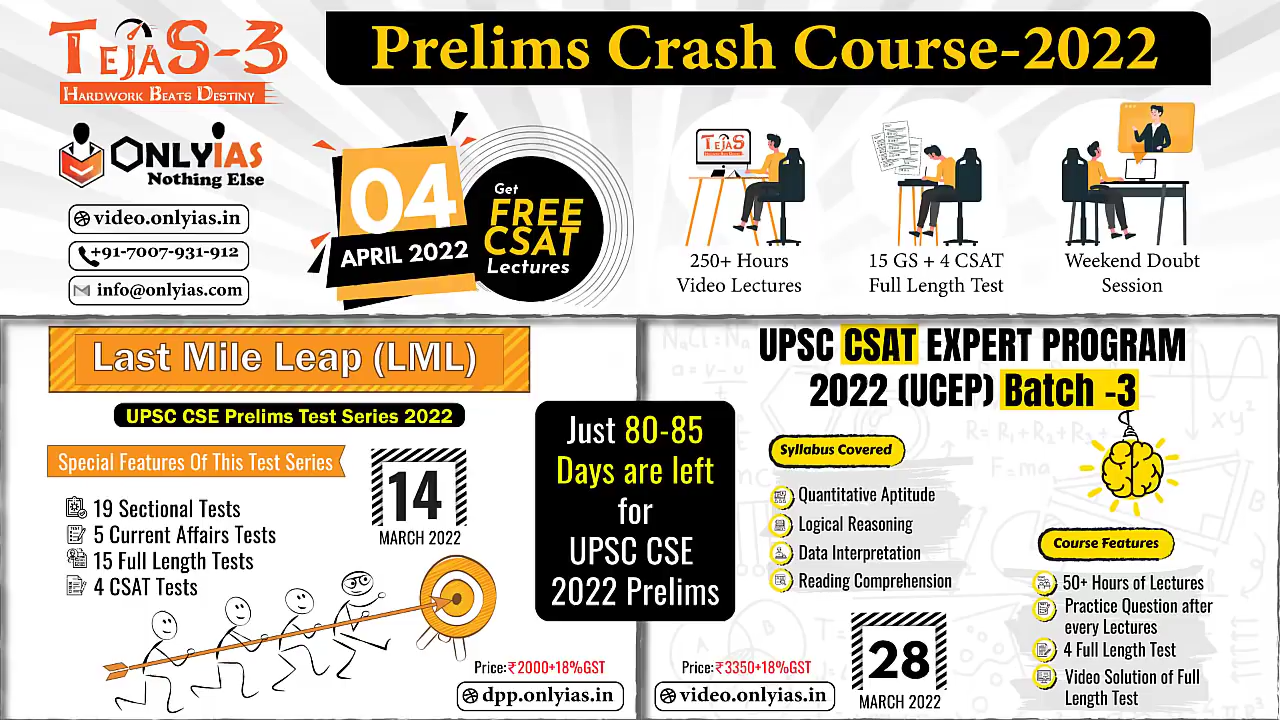 TEJAS-3
HARDWORK BEATS DESTINY
Prelims Crash Course-2022
ONLYIAS
Nothing Else
video.onlyias.in
+91-7007-931-912
info@onlyias.com
04
APRIL 2022
Get
FREE
CSAT
Lectures
TEJAS
250+ Hours
Video Lectures
15 GS + 4 CSAT
Full Length Test
Weekend Doubt
Session
Last Mile Leap (LML)
UPSC CSE Prelims Test Series 2022
Special Features Of This Test Series
19 Sectional Tests
5 Current Affairs Tests
15 Full Length Tests
4 CSAT Tests
14
MARCH 2022
Price:₹2000+18%GST
dpp.onlyias.in
Just 80-85
Days are left
for
UPSC CSE
2022 Prelims
UPSC CSAT EXPERT PROGRAM
2022 (UCEP) Batch -3
Syllabus Covered
Quantitative Aptitude
Logical Reasoning
Data Interpretation
Reading Comprehension
Price:₹3350+18%GST
video.onlyias.in
28
MARCH 2022
Course Features
50+ Hours of Lectures
Practice Question after
every Lectures
4 Full Length Test
Video Solution of Full
Length Test
xy²
F=ma